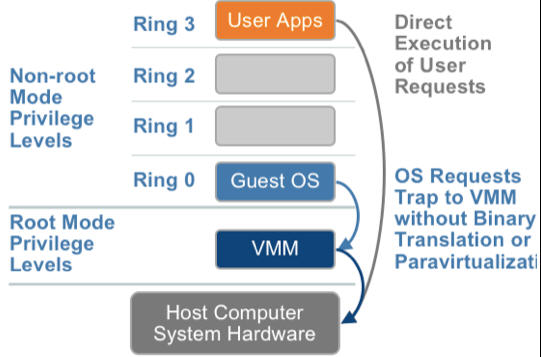 Ring 3
User Apps
Direct
Execution
of User
Requests
Non-root
Mode
Privilege
Levels
Ring 2
Ring 1
Ring 0
Guest OS
OS Requests
Trap to VMM
without Binary
Translation or
Paravirtualizati
Root Mode
Privilege
Levels
VMM
Host Computer
System Hardware